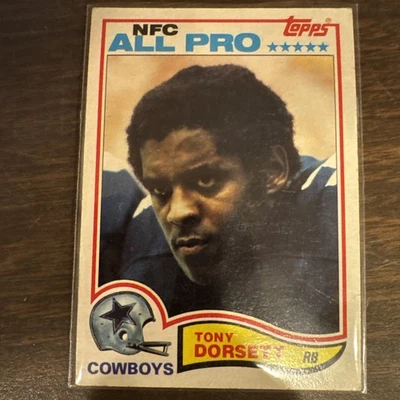 NFC
ALL PRO
topps
TONY
DORSETT
RB
COWBOYS